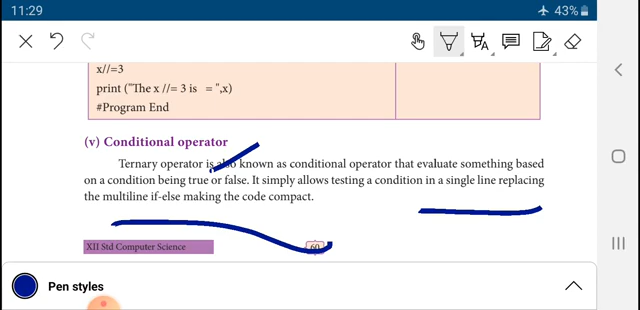 11:29
43%
x//=3
print ("The x //= 3 is = ",x)
#Program End
(v) Conditional operator
Ternary operator is also known as conditional operator that evaluate something based
on a condition being true or false. It simply allows testing a condition in a single line replacing
the multiline if-else making the code compact.
XII Std Computer Science
60
Pen styles